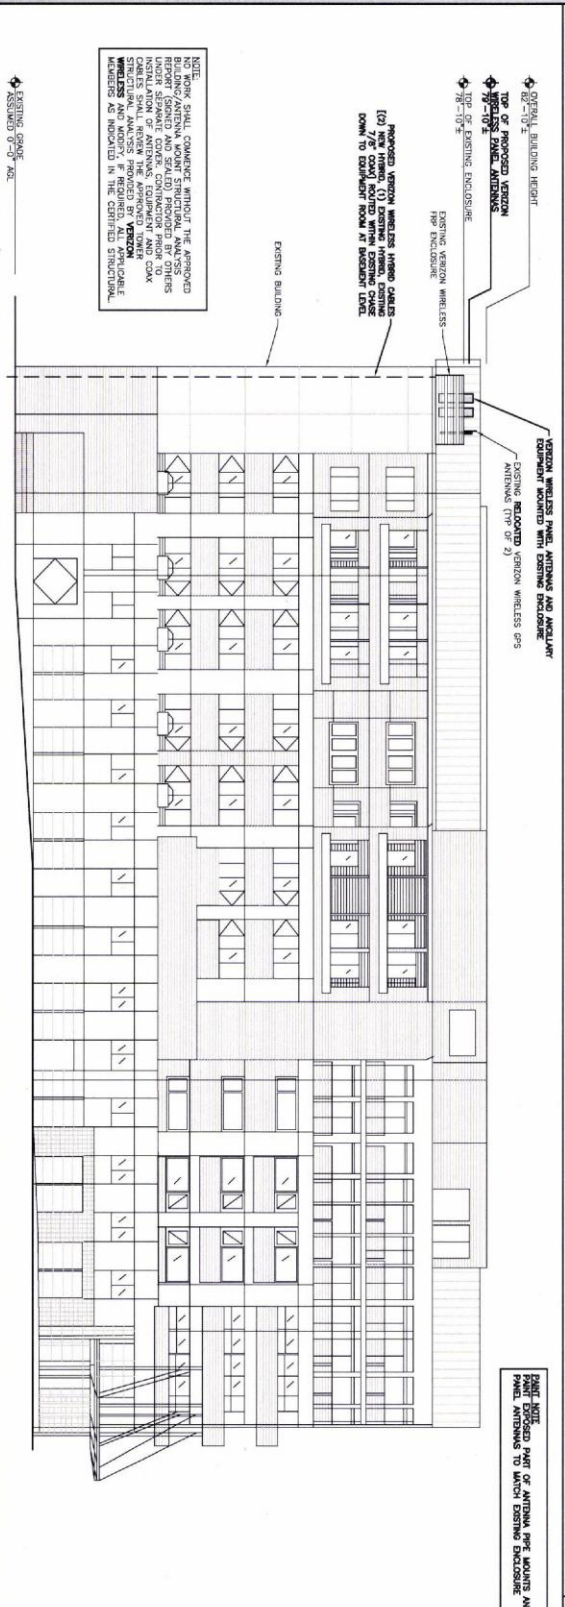 OVERALL BUILDING HEIGHT
82'-10"±
TOP OF PROPOSED VERIZON
WIRELESS PANEL ANTENNAS
79'-10"±
TOP OF EXISTING ENCLOSURE
78'-10"±
EXISTING VERIZON WIRELESS
FRP ENCLOSURE
PROPOSED VERIZON WIRELESS HYBRID CABLES
[(2) NEW HYBRID, (1) EXISTING HYBRID, EXISTING
7/8" COAX] ROUTED WITHIN EXISTING CHASE
DOWN TO EQUIPMENT ROOM AT BASEMENT LEVEL
EXISTING BUILDING
NOTE:
NO WORK SHALL COMMENCE WITHOUT THE APPROVED
BUILDING/ANTENNA MOUNT STRUCTURAL ANALYSIS
REPORT (SIGNED AND SEALED) PROVIDED BY OTHERS
UNDER SEPARATE COVER. CONTRACTOR PRIOR TO
INSTALLATION OF ANTENNAS, EQUIPMENT AND COAX
CABLES SHALL REVIEW THE APPROVED TOWER
STRUCTURAL ANALYSIS PROVIDED BY VERIZON
WIRELESS AND MODIFY, IF REQUIRED, ALL APPLICABLE
MEMBERS AS INDICATED IN THE CERTIFIED STRUCTURAL.
EXISTING GRADE
ASSUMED 0'-0" AGL
VERIZON WIRELESS PANEL ANTENNAS AND ANCILLARY
EQUIPMENT MOUNTED WITH EXISTING ENCLOSURE
EXISTING RELOCATED VERIZON WIRELESS GPS
ANTENNAS (TYP OF 2)
PAINT NOTE
PAINT EXPOSED PART OF ANTENNA PIPE MOUNTS AN
PANEL ANTENNAS TO MATCH EXISTING ENCLOSURE